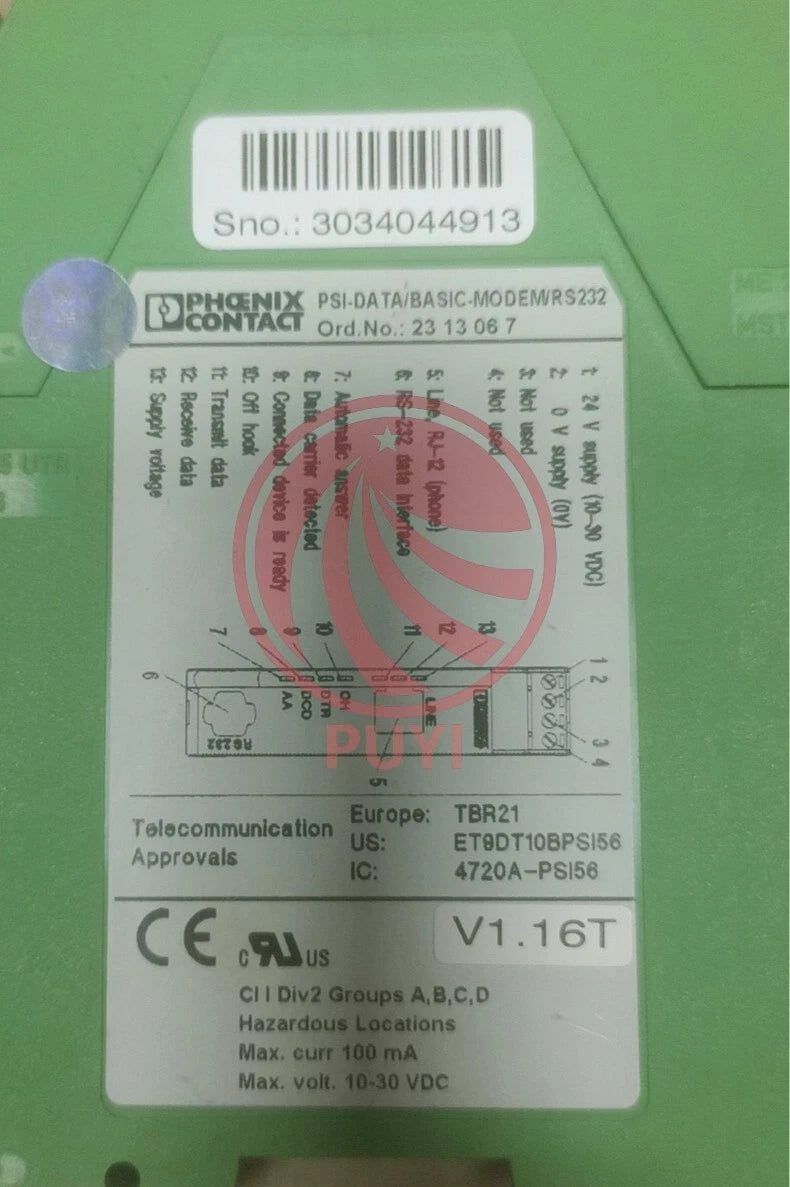 Sno.: 3034044913
PHŒNIX
CONTACT
PSI-DATA/BASIC-MODEM/RS232
Ord.No.: 23 13 06 7
1: 24 V supply (10-30 VDC)
2: 0 V supply (0V)
3: Not used
4: Not used
5: Line, RJ-12 (phone)
6: RS-232 data interface
7: Automatic answer
8: Data carrier detected
9: Connected device is ready
10: Off hook
11: Transmit data
12: Receive data
13: Supply voltage
7
8
9
10
11
12
13
1
2
3
4
5
6
AA
DCD
DTR
OH
LINE
RS232
PUYI
Telecommunication
Approvals
Europe: TBR21
US: ET9DT10BPSI56
IC: 4720A-PSI56
CE
c RU US
V1.16T
Cl I Div2 Groups A,B,C,D
Hazardous Locations
Max. curr 100 mA
Max. volt. 10-30 VDC